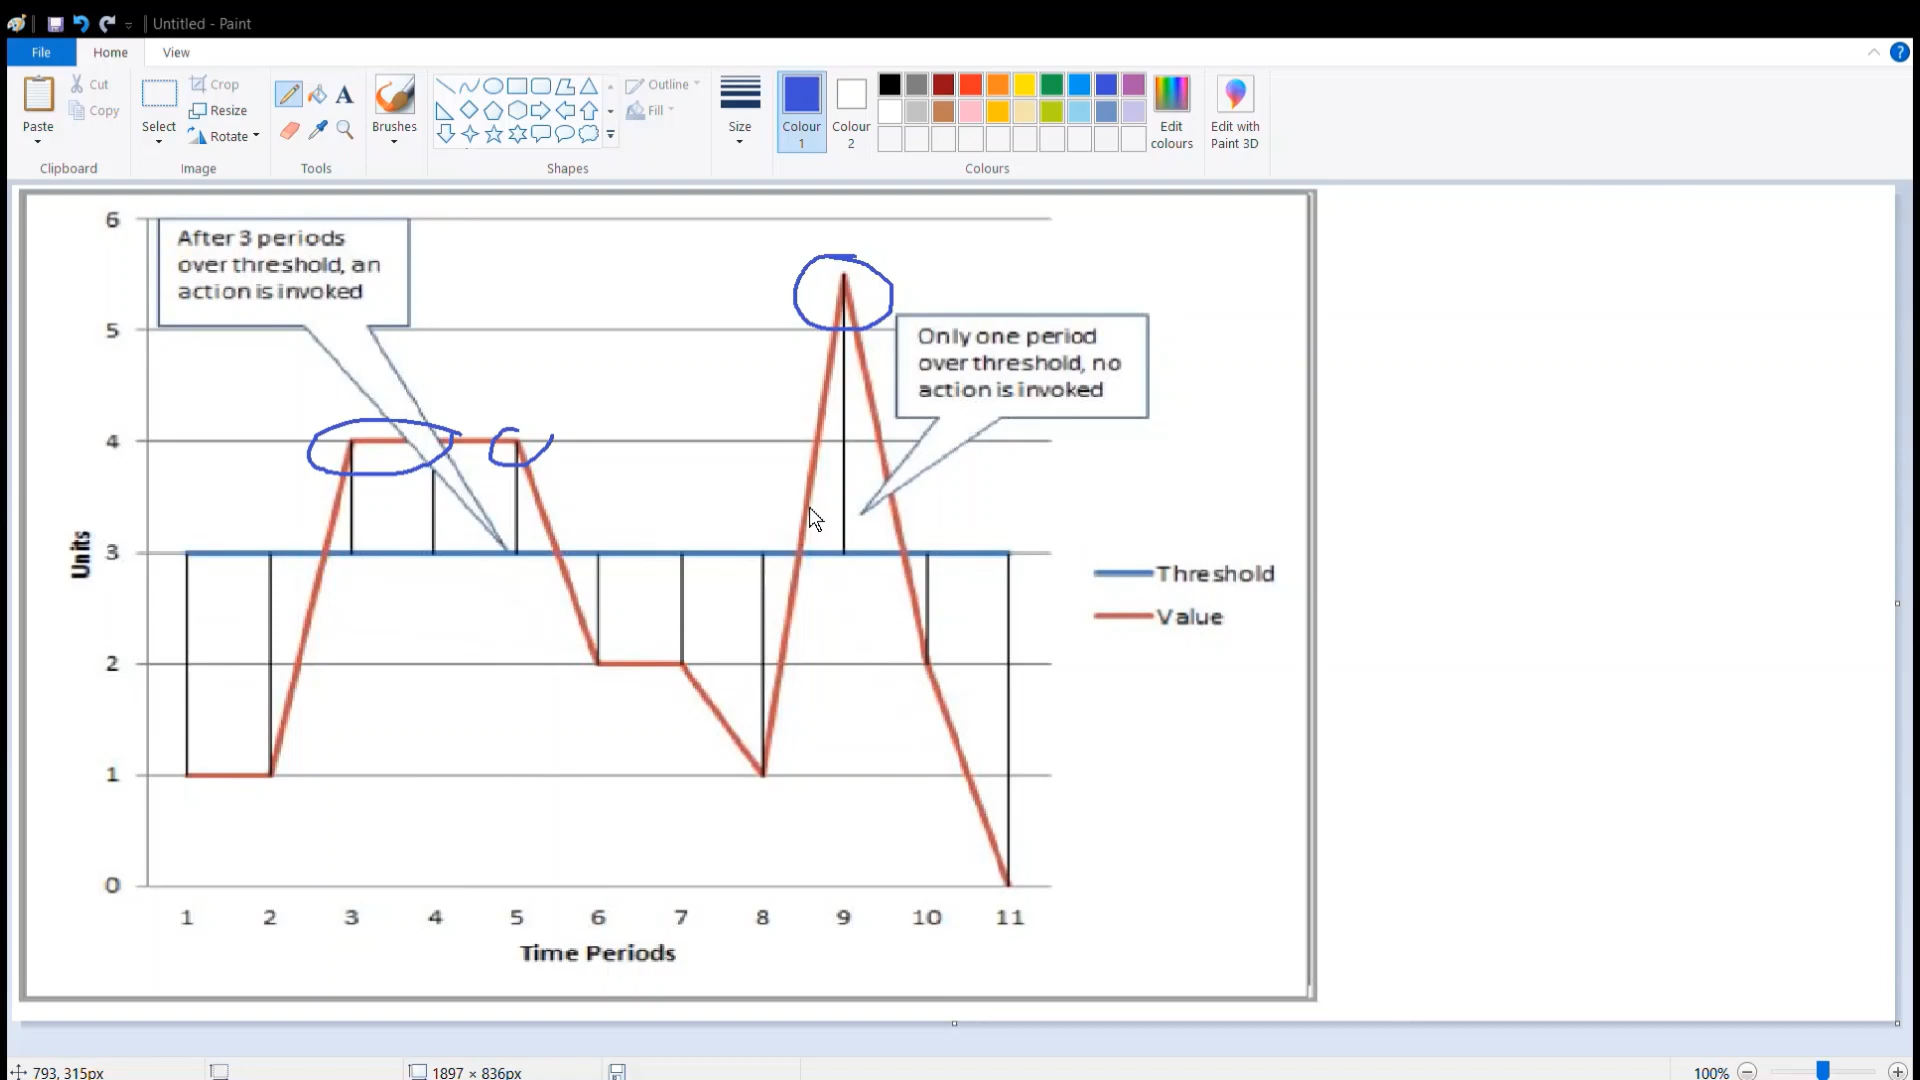 Untitled - Paint
File
Home
View
Paste
Cut
Copy
Clipboard
Select
Crop
Resize
Rotate
Image
A
Tools
Brushes
Shapes
Outline
Fill
Size
Colour
1
Colour
2
Colours
Edit
colours
Edit with
Paint 3D
?
6
5
4
3
2
1
0
Units
After 3 periods
over threshold, an
action is invoked
Only one period
over threshold, no
action is invoked
Threshold
Value
1 2 3 4 5 6 7 8 9 10 11
Time Periods
793, 315px
1897 × 836px
100%